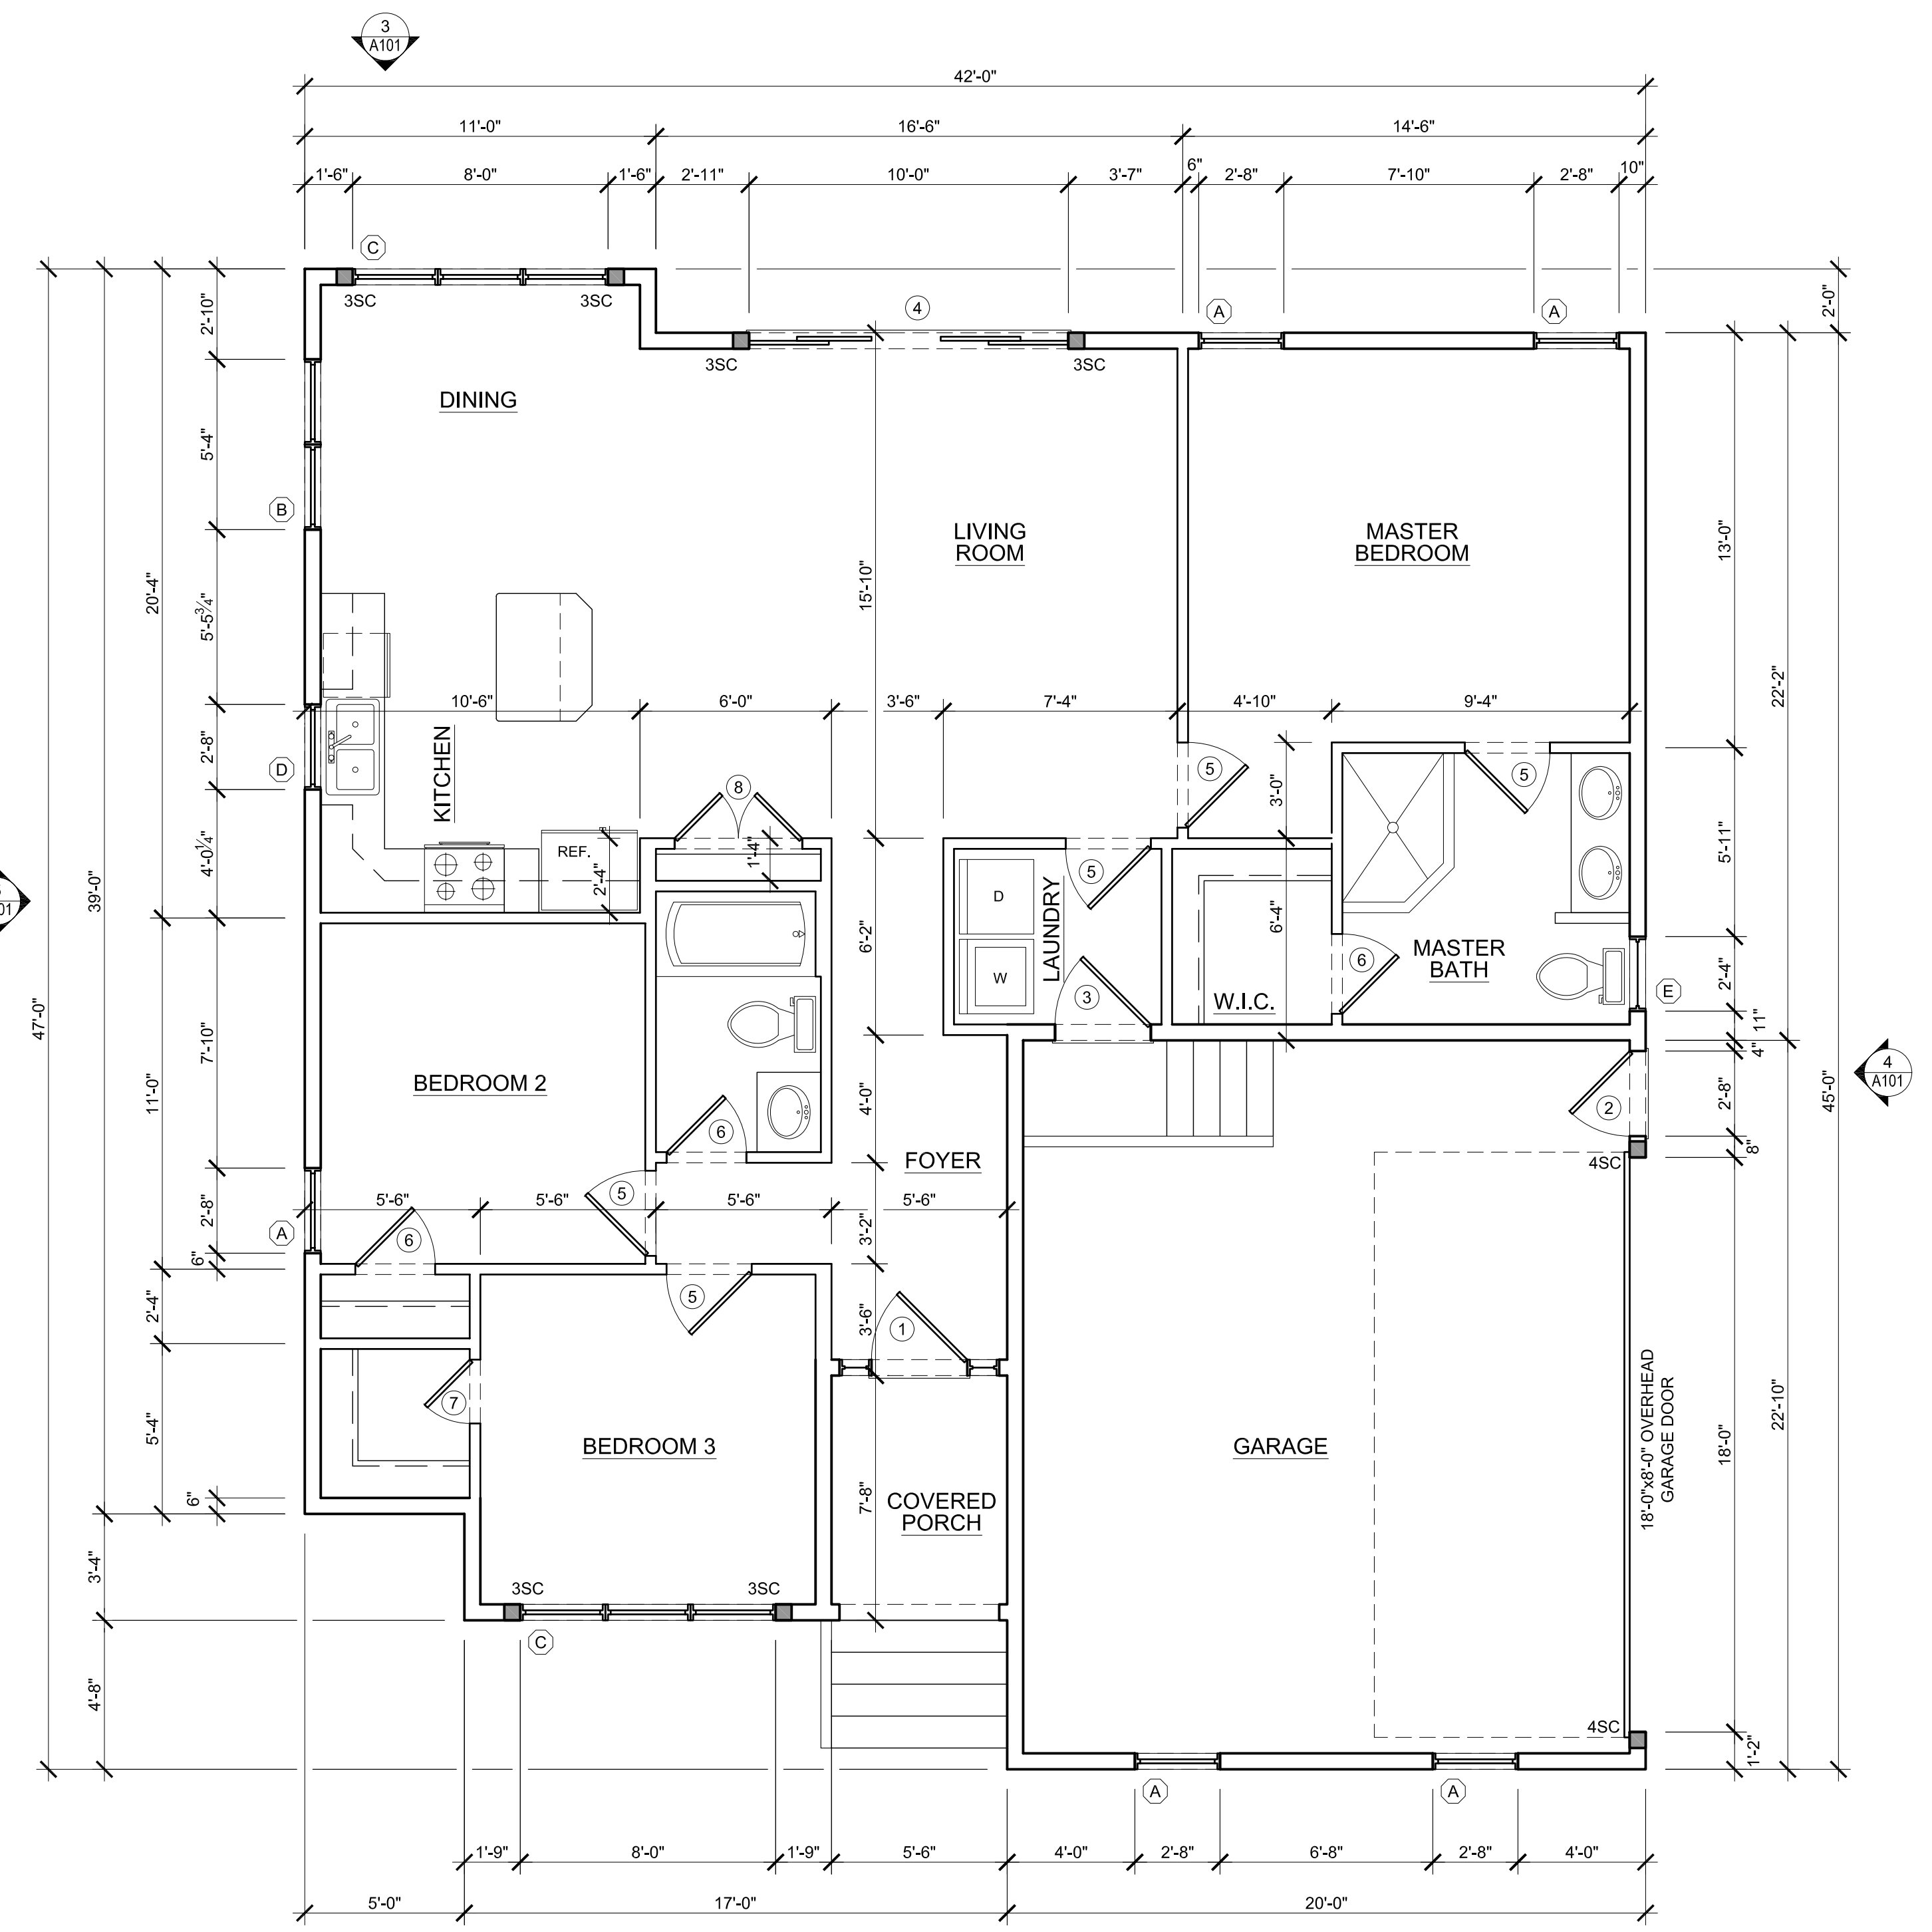 3
A101
42'-0"
11'-0" 16'-6" 14'-6"
1'-6" 8'-0" 1'-6" 2'-11" 10'-0" 3'-7" 6" 2'-8" 7'-10" 2'-8" 10"
C
3SC 3SC
4
A A
3SC 3SC
2'-10"
2'-0"
DINING
5'-4"
B
LIVING
ROOM
MASTER
BEDROOM
13'-0"
15'-10"
20'-4"
5'-5¾"
22'-2"
10'-6" 6'-0" 3'-6" 7'-4" 4'-10" 9'-4"
KITCHEN
2'-8"
D
8
5 5
3'-0"
REF.
2'-4"
1'-4"
4'-0¼"
5
D
W
LAUNDRY
3
6'-2"
6'-4"
5'-11"
39'-0"
01
W.I.C.
6
MASTER
BATH
2'-4"
E
11"
4"
47'-0"
7'-10"
11'-0"
BEDROOM 2
4'-0"
6
FOYER
2
2'-8"
8"
4SC
45'-0"
4
A101
2'-8"
A
6"
5'-6" 5'-6" 5'-6" 5'-6"
5
6
3'-2"
5
2'-4"
3'-6"
1
7
5'-4"
6"
BEDROOM 3
GARAGE
18'-0"x8'-0" OVERHEAD
GARAGE DOOR
18'-0"
22'-10"
7'-8"
COVERED
PORCH
3'-4"
3SC 3SC
C
4'-8"
4SC
1'-2"
A A
1'-9" 8'-0" 1'-9" 5'-6" 4'-0" 2'-8" 6'-8" 2'-8" 4'-0"
5'-0" 17'-0" 20'-0"